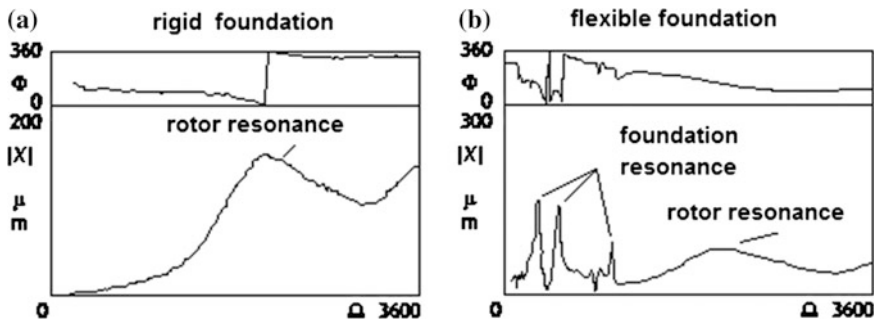 (a) rigid foundation
360
Φ
0
200
rotor resonance
|X|
μ
m
0
Ω 3600
(b) flexible foundation
360
Φ
0
300
foundation
resonance
|X|
μ
m
rotor resonance
0
Ω 3600